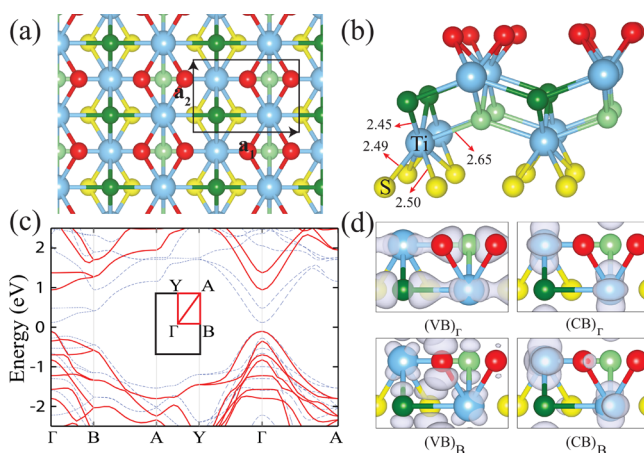 (a)
a₂
a₁
(b)
2.45
Ti
2.49
2.65
S
2.50
(c)
Energy (eV)
2
1
0
-1
-2
Y
A
Γ
B
Γ
B
A
Y
Γ
A
(d)
(VB)Γ
(CB)Γ
(VB)B
(CB)B